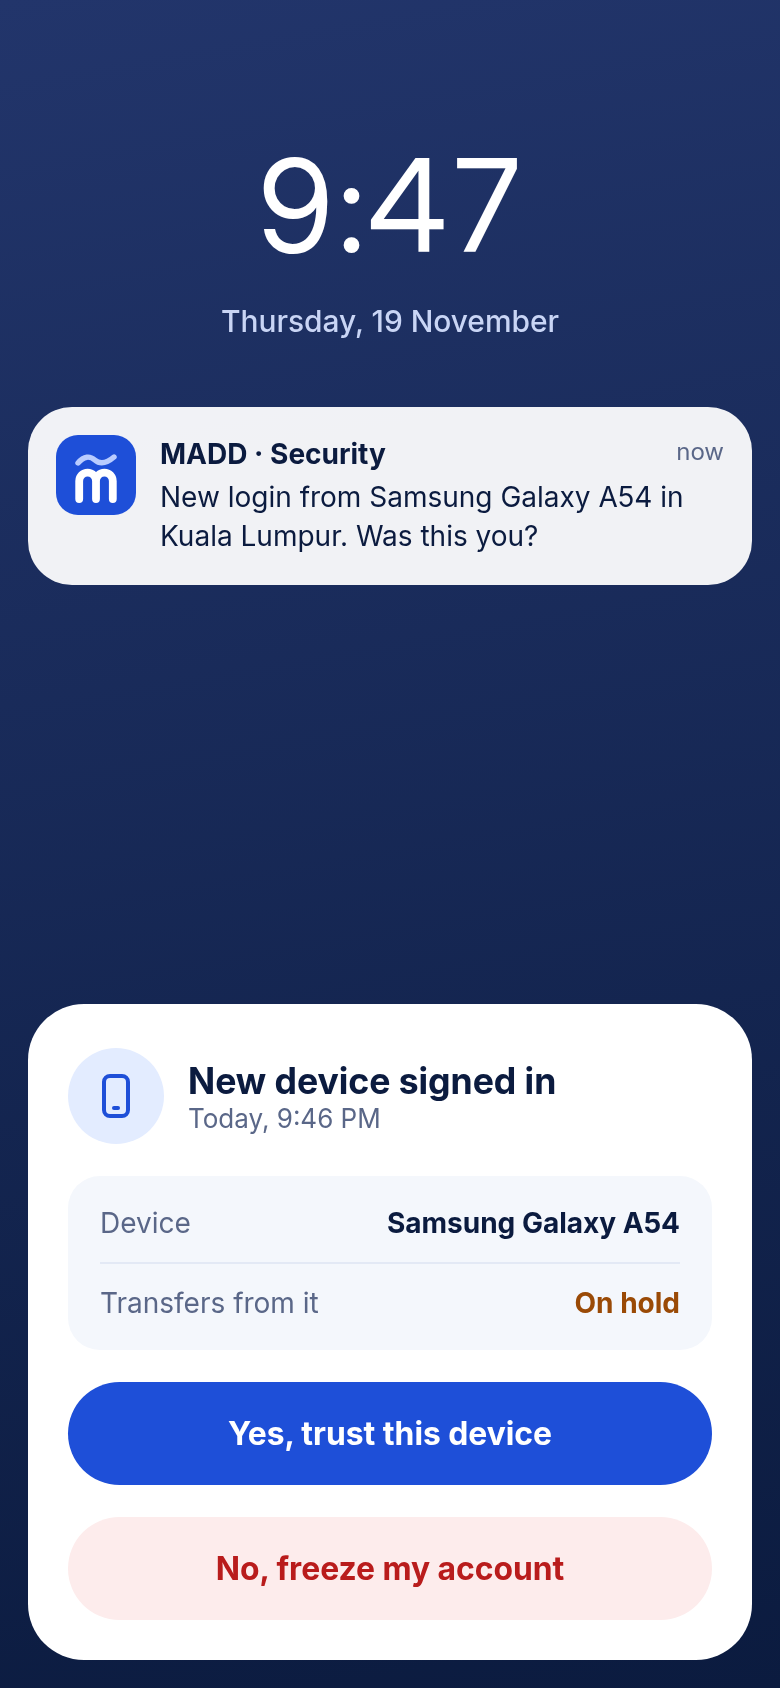 9:47
Thursday, 19 November
MADD · Security
now
New login from Samsung Galaxy A54 in
Kuala Lumpur. Was this you?
New device signed in
Today, 9:46 PM
Device
Samsung Galaxy A54
Transfers from it
On hold
Yes, trust this device
No, freeze my account